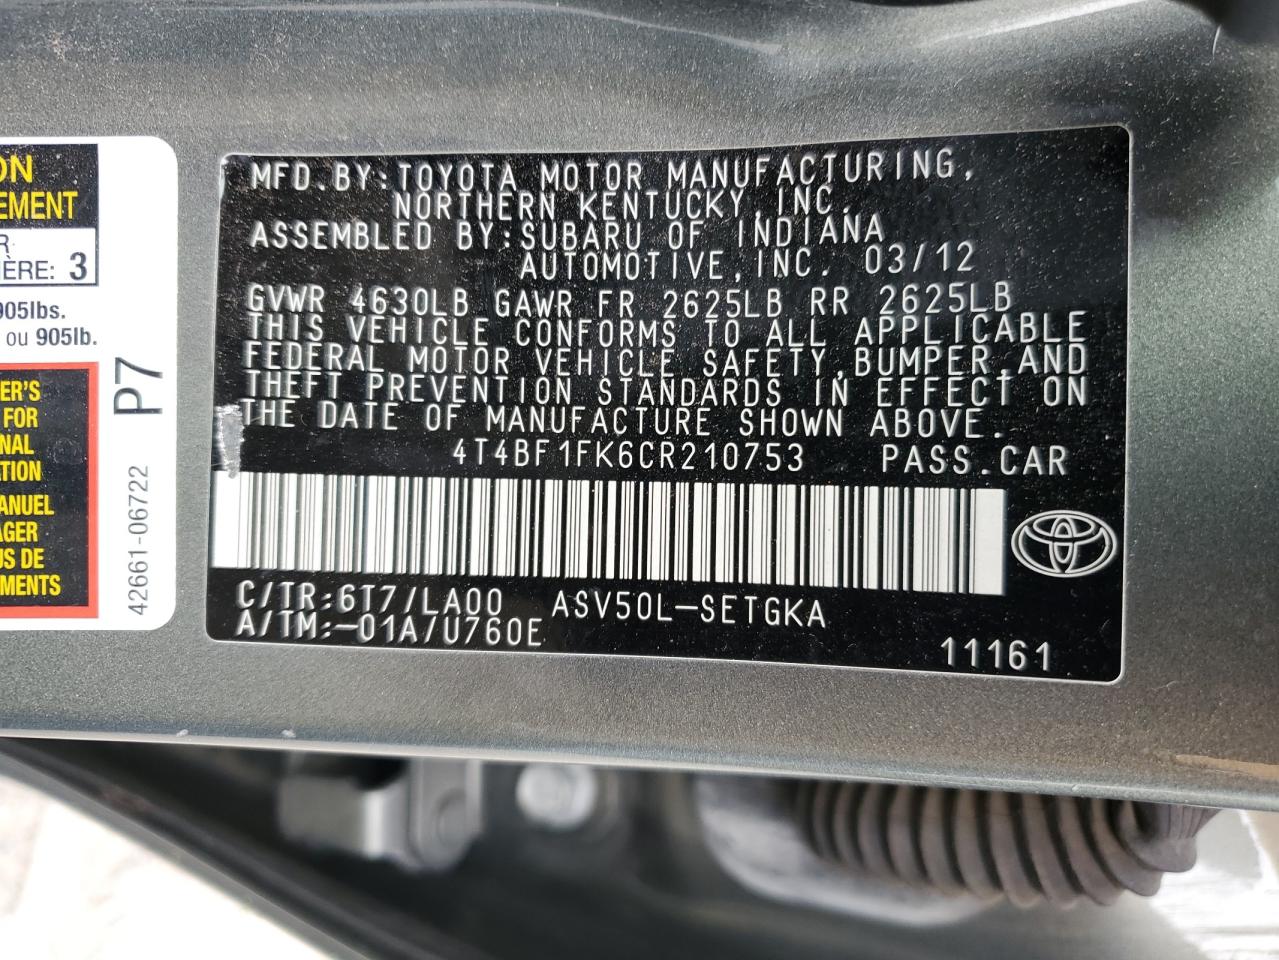 ON
EMENT
R:
IÈRE: 3
905lbs.
ou 905lb.
ER'S
FOR
NAL
TION
ANUEL
AGER
US DE
EMENTS
P7
42661-06722
MFD.BY:TOYOTA MOTOR MANUFACTURING,
NORTHERN KENTUCKY,INC.
ASSEMBLED BY:SUBARU OF INDIANA
AUTOMOTIVE,INC. 03/12
GVWR 4630LB GAWR FR 2625LB RR 2625LB
THIS VEHICLE CONFORMS TO ALL APPLICABLE
FEDERAL MOTOR VEHICLE SAFETY,BUMPER,AND
THEFT PREVENTION STANDARDS IN EFFECT ON
THE DATE OF MANUFACTURE SHOWN ABOVE.
4T4BF1FK6CR210753 PASS.CAR
C/TR:6T7/LA00 ASV50L-SETGKA
A/TM:-01A/U760E
11161